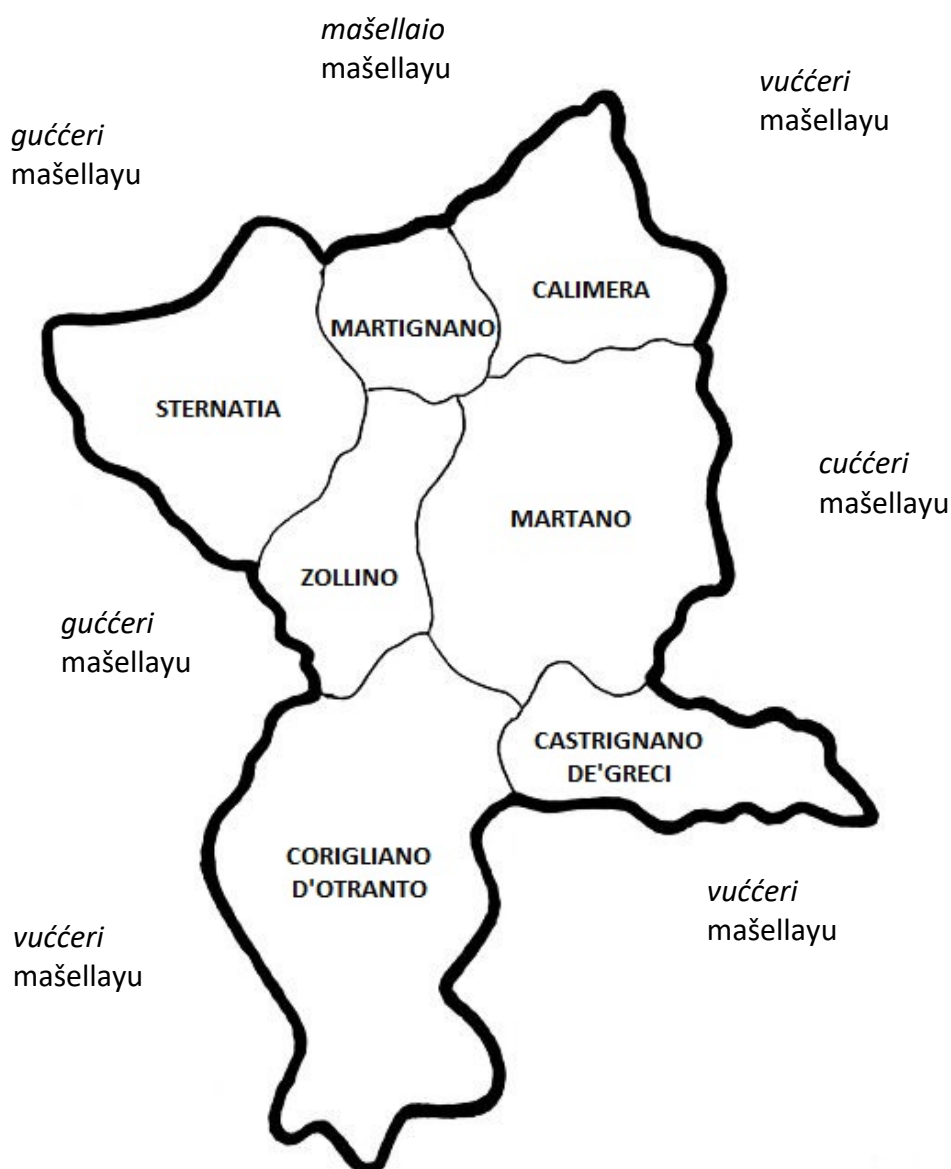 mašellaio
mašellayu
vuććeri
mašellayu
guććeri
mašellayu
CALIMERA
MARTIGNANO
STERNATIA
cuććeri
mašellayu
MARTANO
ZOLLINO
guććeri
mašellayu
CASTRIGNANO
DE'GRECI
CORIGLIANO
D'OTRANTO
vuććeri
mašellayu
vuććeri
mašellayu